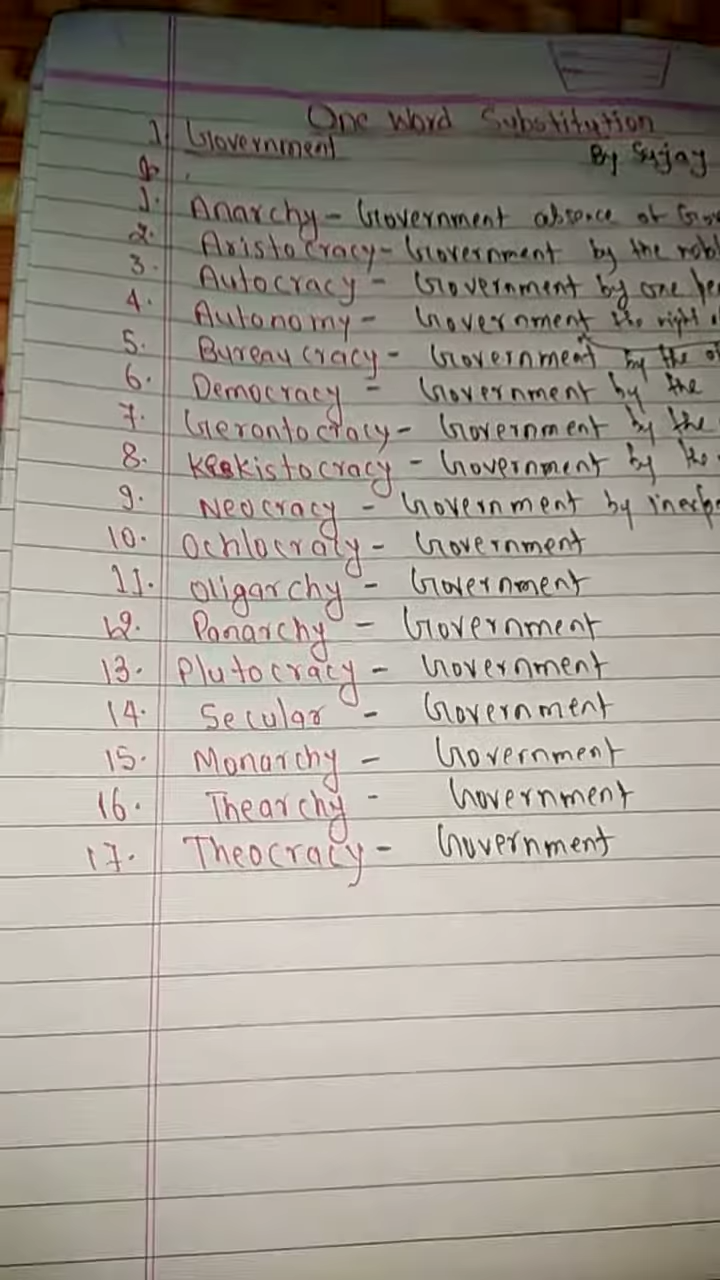 One Word Substitution
1. Government
By Sujay
1. Anarchy - Government absence of
2. Aristocracy - Government by the
3. Autocracy - Government by one
4. Autonomy - Government the right
5. Bureaucracy - Government by the
6. Democracy = Government by the
7. Gerontocracy - Government by the
8. Kakistocracy - Government by the
9. Neocracy - Government by
10. Ochlocraty - Government
11. Oligarchy - Government
12. Panarchy - Government
13. Plutocracy - Government
14. Secular - Government
15. Monarchy - Government
16. Thearchy - Government
17. Theocracy - Government